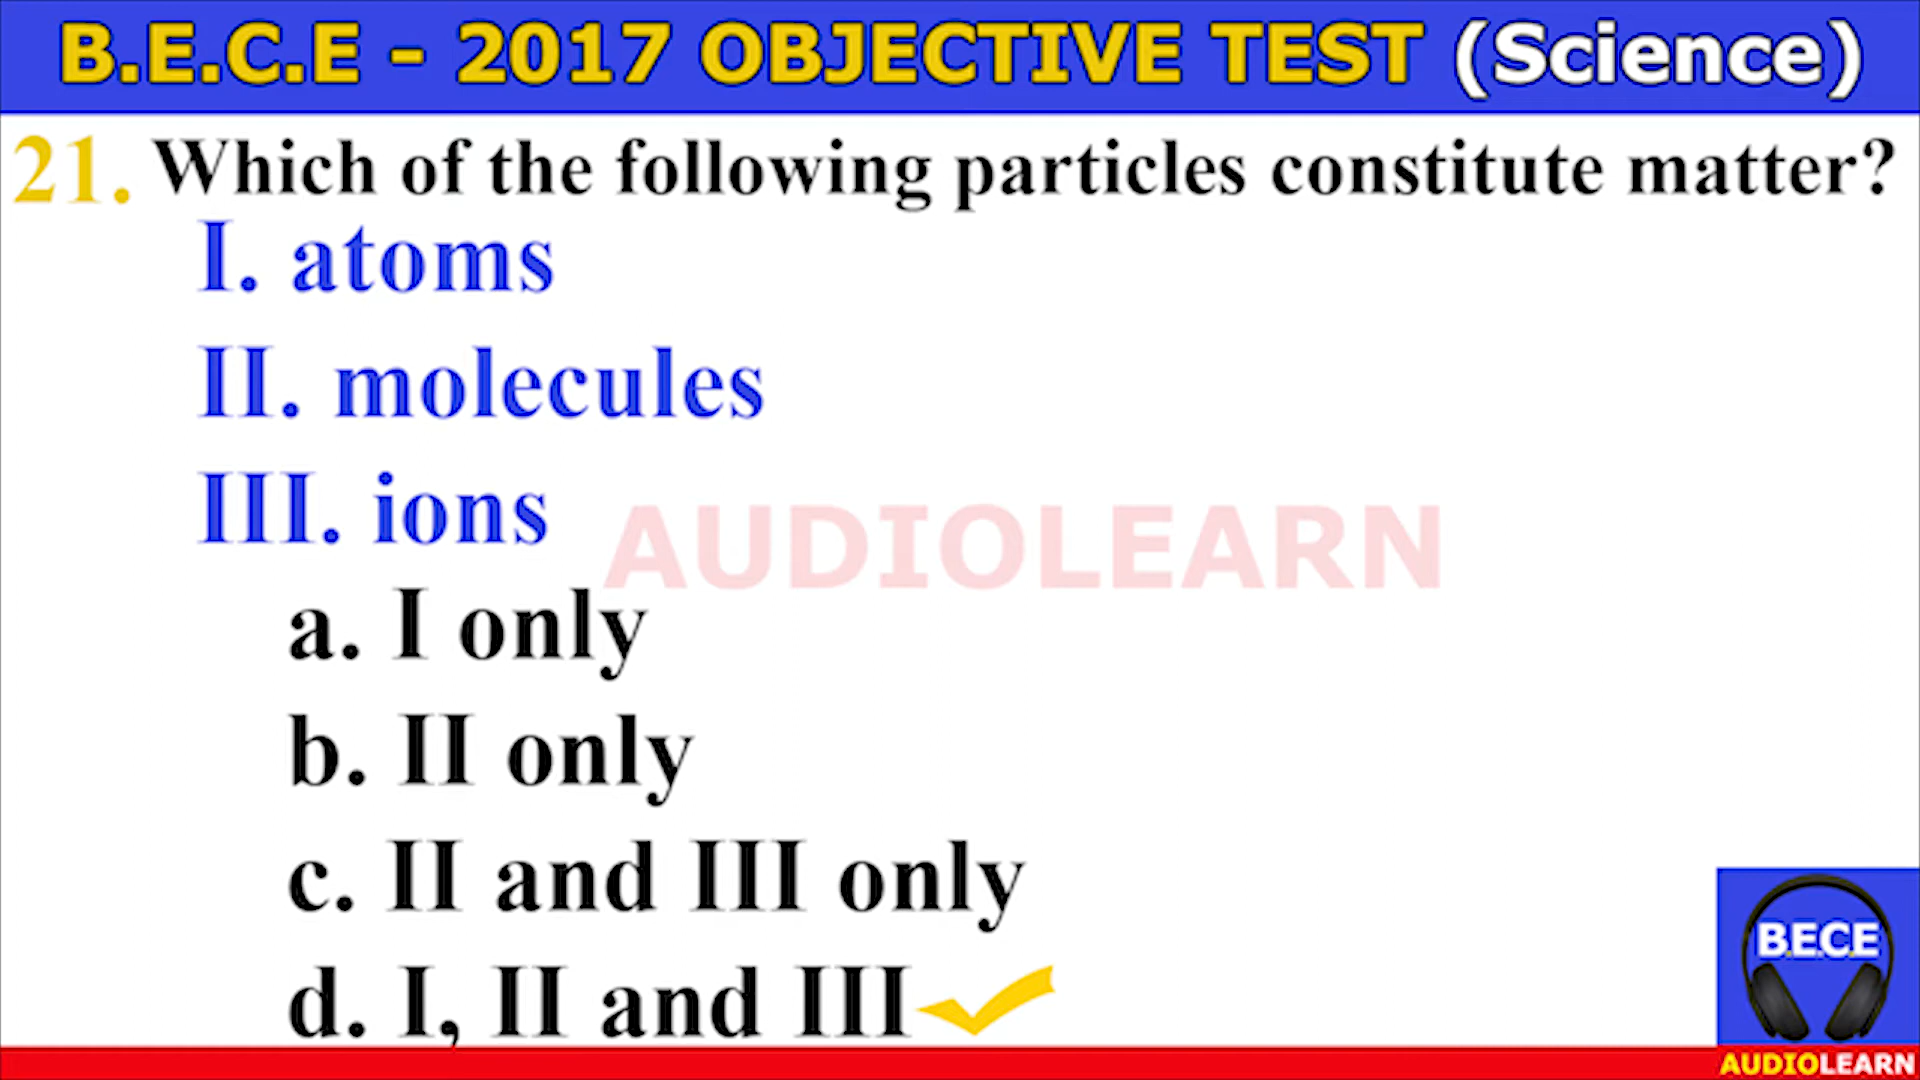 B.E.C.E - 2017 OBJECTIVE TEST (Science)
21. Which of the following particles constitute matter?
I. atoms
II. molecules
III. ions
AUDIOLEARN
a. I only
b. II only
c. II and III only
d. I, II and III
B.E.C.E
AUDIOLEARN